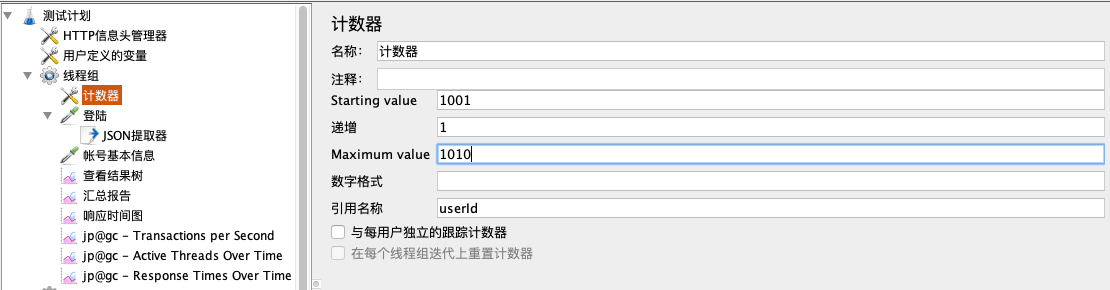 测试计划
HTTP信息头管理器
用户定义的变量
线程组
计数器
登陆
JSON提取器
帐号基本信息
查看结果树
汇总报告
响应时间图
jp@gc - Transactions per Second
jp@gc - Active Threads Over Time
jp@gc - Response Times Over Time
计数器
名称： 计数器
注释：
Starting value 1001
递增 1
Maximum value 1010
数字格式
引用名称 userId
与每用户独立的跟踪计数器
在每个线程组迭代上重置计数器